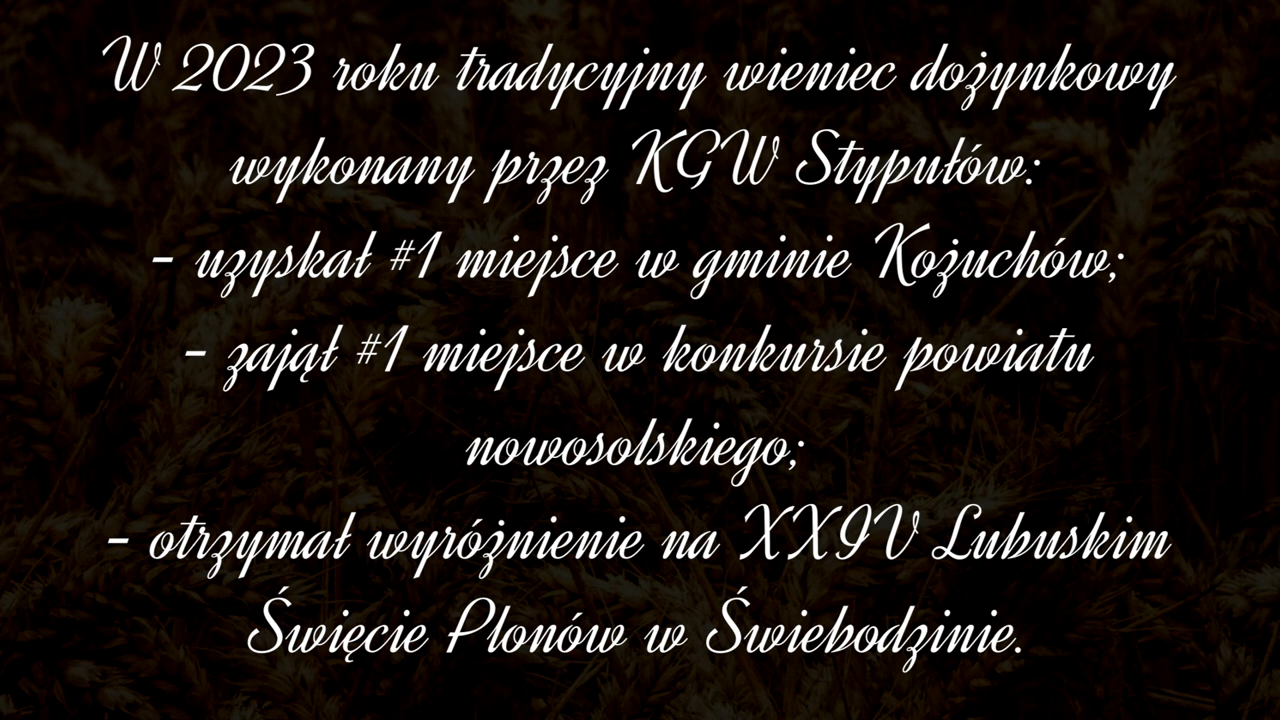 W 2023 roku tradycyjny wieniec dożynkowy
wykonany przez KGW Stypułów:
- uzyskał #1 miejsce w gminie Kożuchów;
- zajął #1 miejsce w konkursie powiatu
nowosolskiego;
- otrzymał wyróżnienie na XXIV Lubuskim
Święcie Plonów w Świebodzinie.